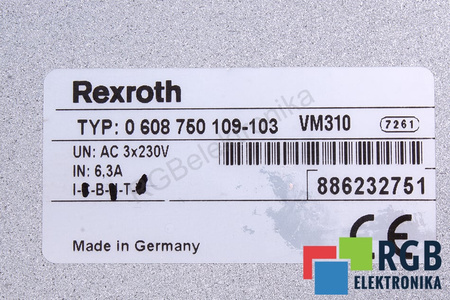 Rexroth
TYP: 0 608 750 109-103 VM310 7261
UN: AC 3x230V
IN: 6,3A
886232751
CE
Made in Germany
RGBelektronika
RGB
ELEKTRONIKA